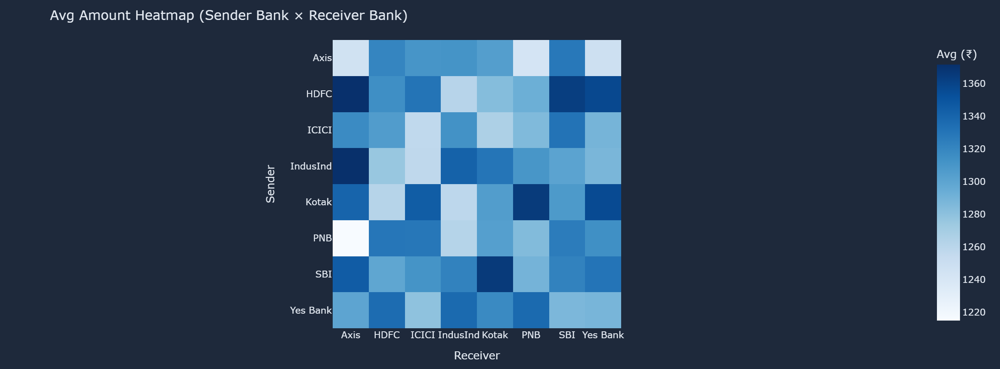 Avg Amount Heatmap (Sender Bank × Receiver Bank)
Avg (₹)
1360
1340
1320
1300
1280
1260
1240
1220
Sender
Axis
HDFC
ICICI
IndusInd
Kotak
PNB
SBI
Yes Bank
Axis HDFC ICICI IndusInd Kotak PNB SBI Yes Bank
Receiver